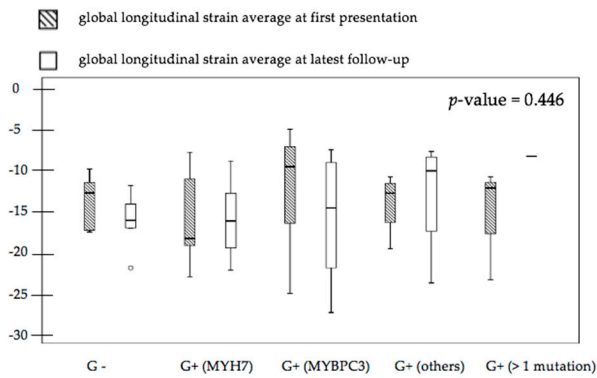 global longitudinal strain average at first presentation
global longitudinal strain average at latest follow-up
p-value = 0.446
0
-5
-10
-15
-20
-25
-30
G -
G+ (MYH7)
G+ (MYBPC3)
G+ (others)
G+ (> 1 mutation)